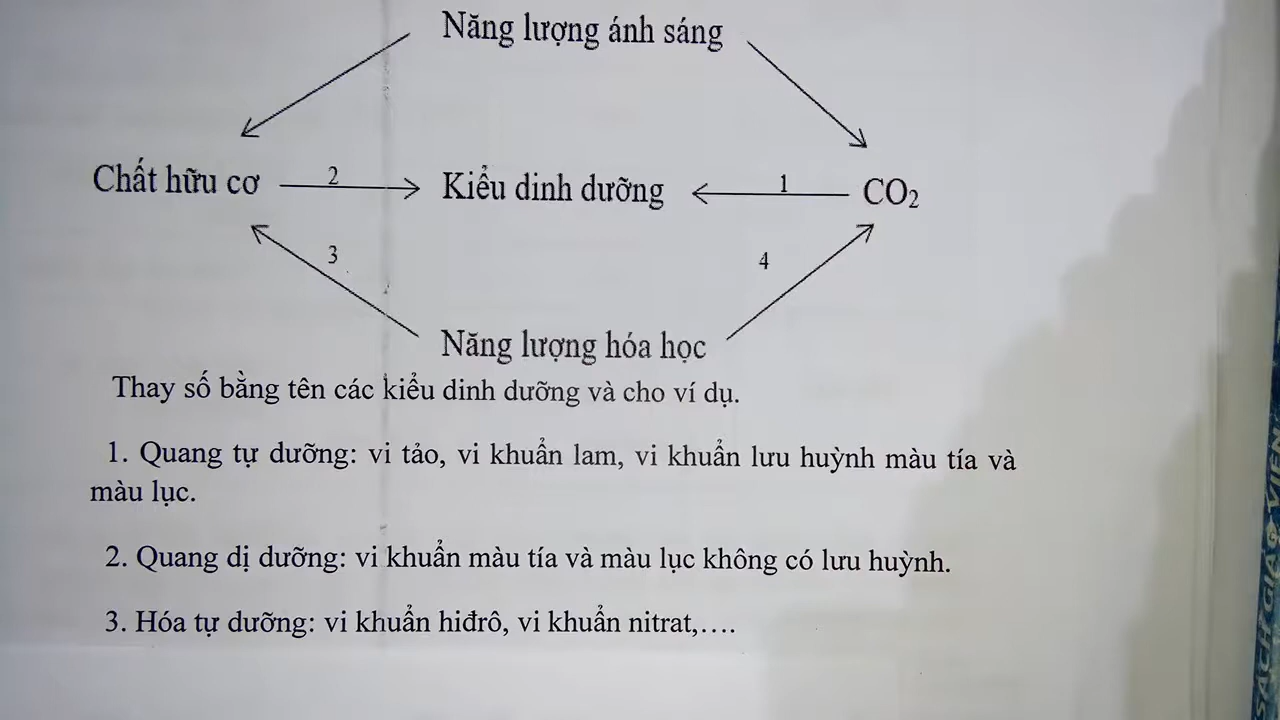 Năng lượng ánh sáng
Chất hữu cơ
2
Kiểu dinh dưỡng
1
CO₂
3
4
Năng lượng hóa học
Thay số bằng tên các kiểu dinh dưỡng và cho ví dụ.
1. Quang tự dưỡng: vi tảo, vi khuẩn lam, vi khuẩn lưu huỳnh màu tía và
màu lục.
2. Quang dị dưỡng: vi khuẩn màu tía và màu lục không có lưu huỳnh.
3. Hóa tự dưỡng: vi khuẩn hiđrô, vi khuẩn nitrat,….
SÁCH GIÁO VIÊN